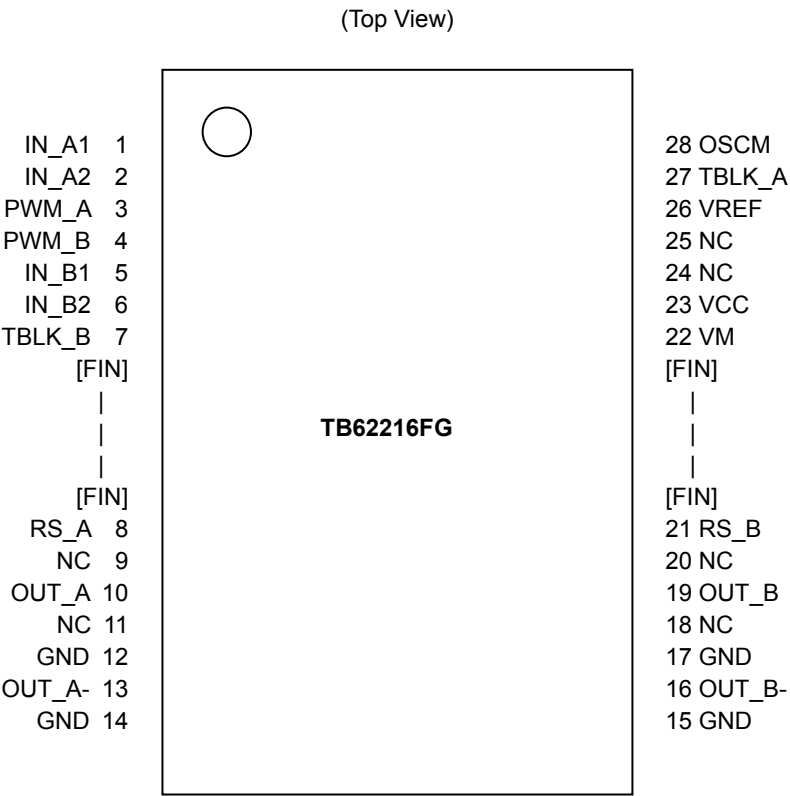 (Top View)
IN_A1 1
IN_A2 2
PWM_A 3
PWM_B 4
IN_B1 5
IN_B2 6
TBLK_B 7
[FIN]
|
|
|
[FIN]
RS_A 8
NC 9
OUT_A 10
NC 11
GND 12
OUT_A- 13
GND 14
TB62216FG
28 OSCM
27 TBLK_A
26 VREF
25 NC
24 NC
23 VCC
22 VM
[FIN]
|
|
|
[FIN]
21 RS_B
20 NC
19 OUT_B
18 NC
17 GND
16 OUT_B-
15 GND